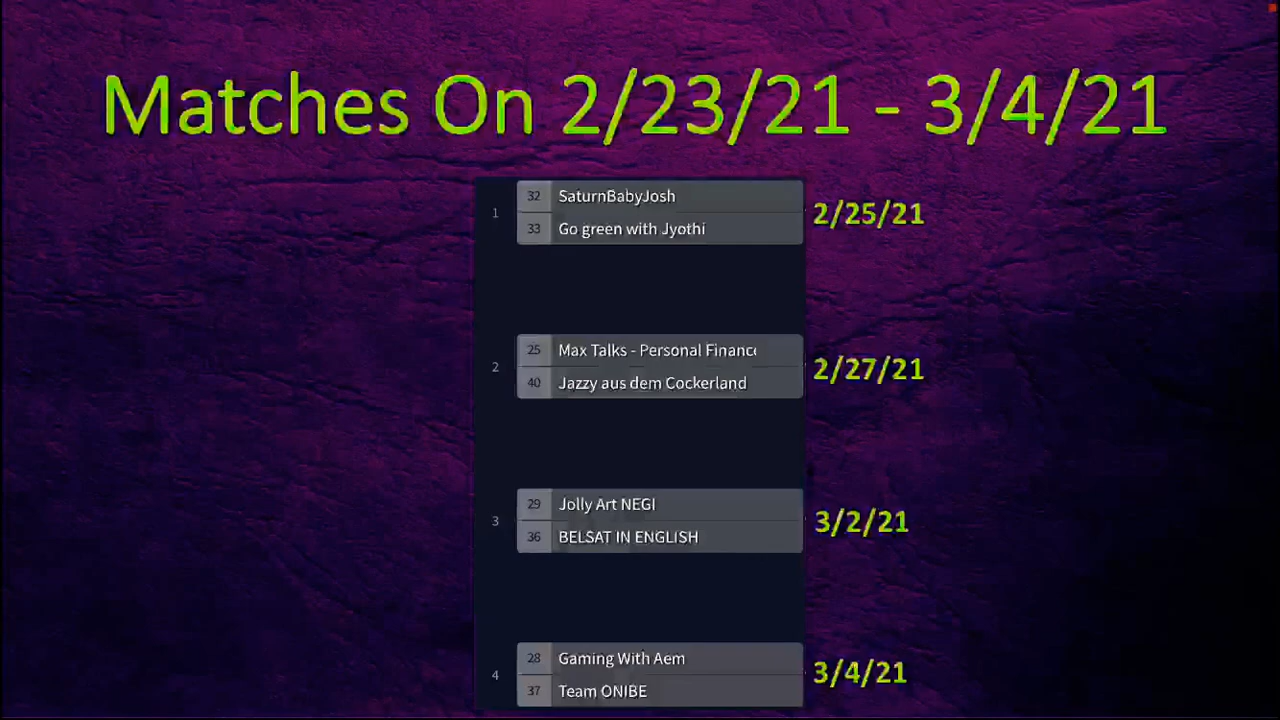 Matches On 2/23/21 - 3/4/21
1
32 SaturnBabyJosh
33 Go green with Jyothi
2/25/21
2
25 Max Talks - Personal Finance
40 Jazzy aus dem Cockerland
2/27/21
3
29 Jolly Art NEGI
36 BELSAT IN ENGLISH
3/2/21
4
28 Gaming With Aem
37 Team ONIBE
3/4/21